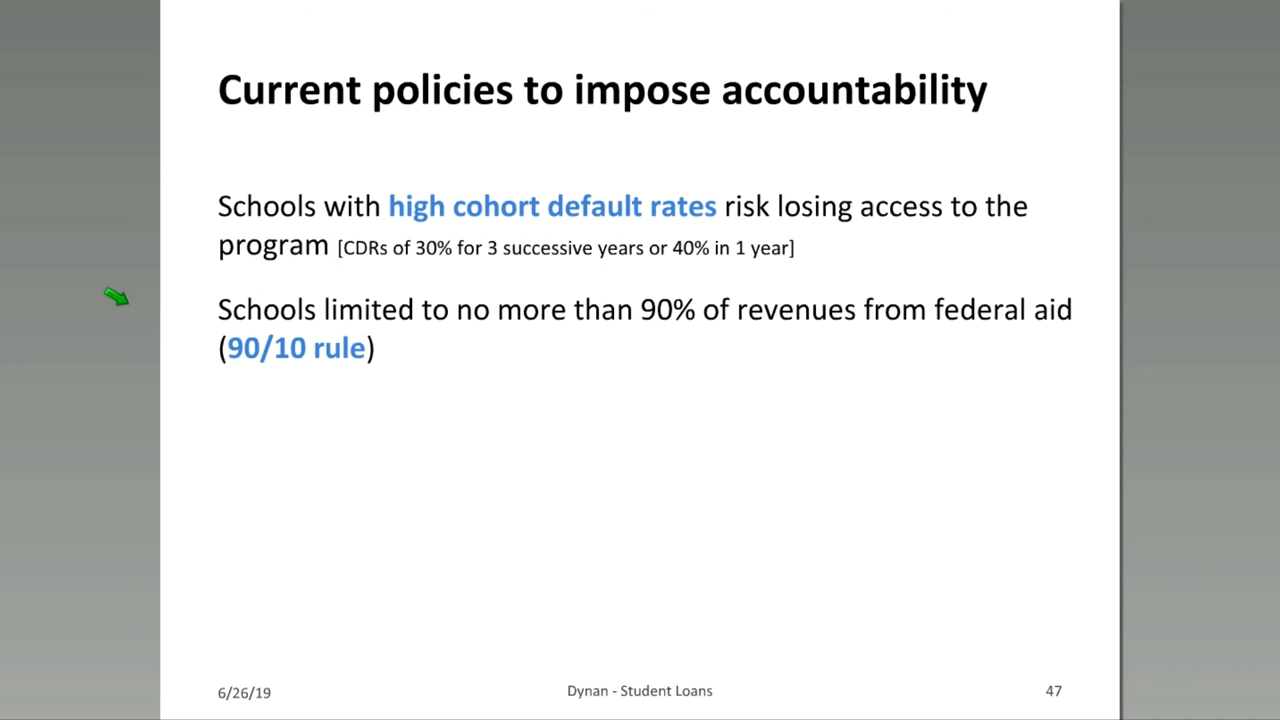 Current policies to impose accountability
Schools with high cohort default rates risk losing access to the
program [CDRs of 30% for 3 successive years or 40% in 1 year]
Schools limited to no more than 90% of revenues from federal aid
(90/10 rule)
6/26/19
Dynan - Student Loans
47